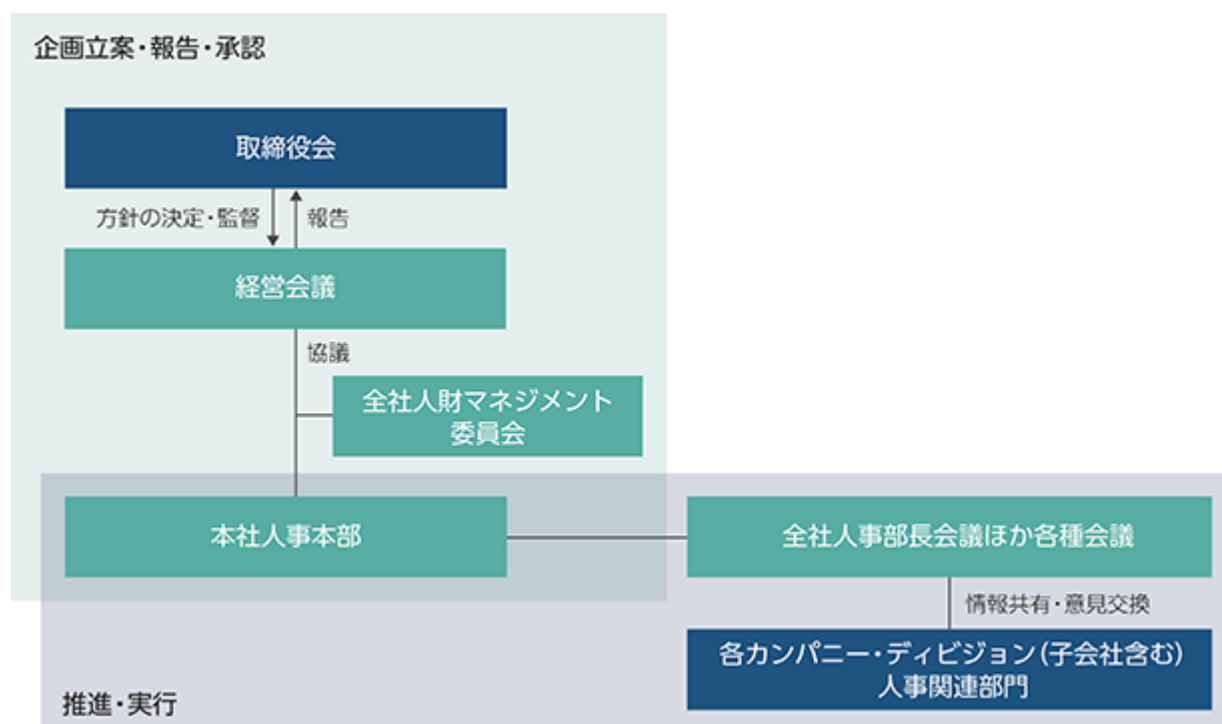 企画立案・報告・承認
取締役会
方針の決定・監督
報告
経営会議
協議
全社人財マネジメント
委員会
本社人事本部
全社人事部長会議ほか各種会議
情報共有・意見交換
各カンパニー・ディビジョン(子会社含む)
人事関連部門
推進・実行